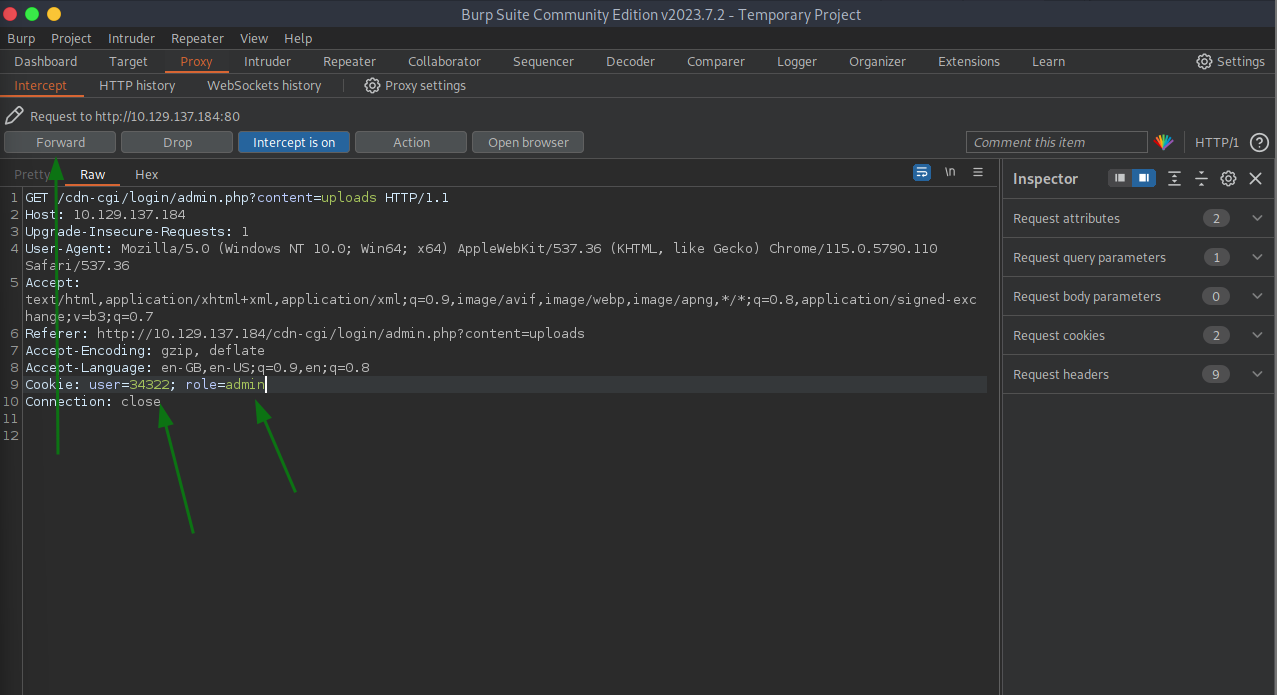 Burp Suite Community Edition v2023.7.2 - Temporary Project
Burp Project Intruder Repeater View Help
Dashboard Target Proxy Intruder Repeater Collaborator Sequencer Decoder Comparer Logger Organizer Extensions Learn Settings
Intercept HTTP history WebSockets history Proxy settings
Request to http://10.129.137.184:80
Forward Drop Intercept is on Action Open browser Comment this item HTTP/1 ?
Pretty Raw Hex \n
Inspector
1 GET /cdn-cgi/login/admin.php?content=uploads HTTP/1.1
2 Host: 10.129.137.184
3 Upgrade-Insecure-Requests: 1
4 User-Agent: Mozilla/5.0 (Windows NT 10.0; Win64; x64) AppleWebKit/537.36 (KHTML, like Gecko) Chrome/115.0.5790.110
Safari/537.36
5 Accept:
text/html,application/xhtml+xml,application/xml;q=0.9,image/avif,image/webp,image/apng,*/*;q=0.8,application/signed-exc
hange;v=b3;q=0.7
6 Referer: http://10.129.137.184/cdn-cgi/login/admin.php?content=uploads
7 Accept-Encoding: gzip, deflate
8 Accept-Language: en-GB,en-US;q=0.9,en;q=0.8
9 Cookie: user=34322; role=admin
10 Connection: close
11
12
Request attributes 2
Request query parameters 1
Request body parameters 0
Request cookies 2
Request headers 9